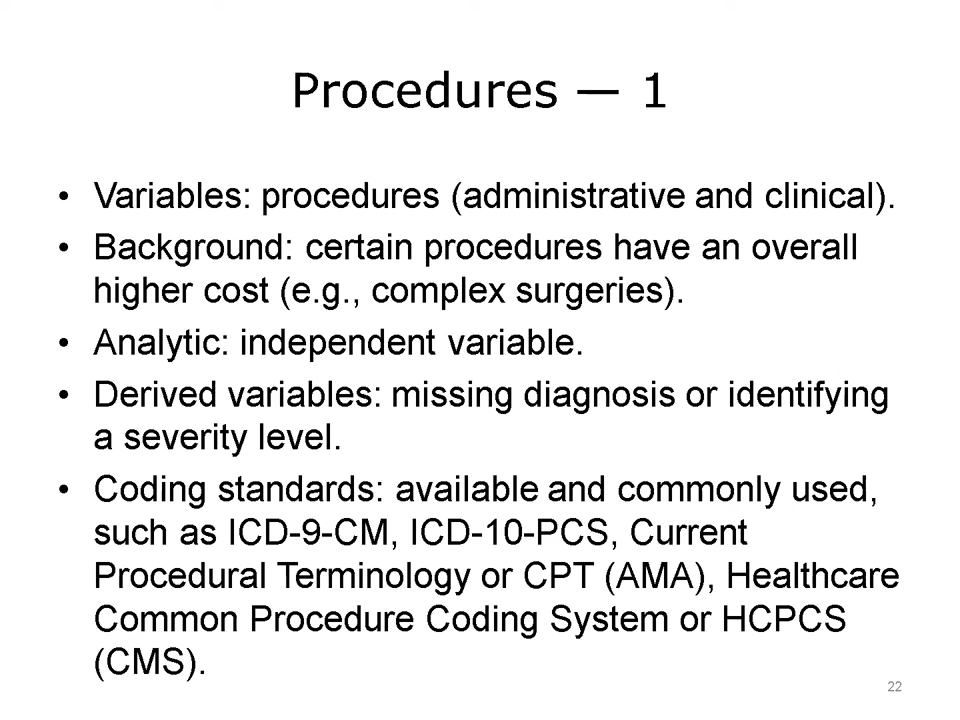 Procedures — 1
• Variables: procedures (administrative and clinical).
• Background: certain procedures have an overall
higher cost (e.g., complex surgeries).
• Analytic: independent variable.
• Derived variables: missing diagnosis or identifying
a severity level.
• Coding standards: available and commonly used,
such as ICD-9-CM, ICD-10-PCS, Current
Procedural Terminology or CPT (AMA), Healthcare
Common Procedure Coding System or HCPCS
(CMS).
22